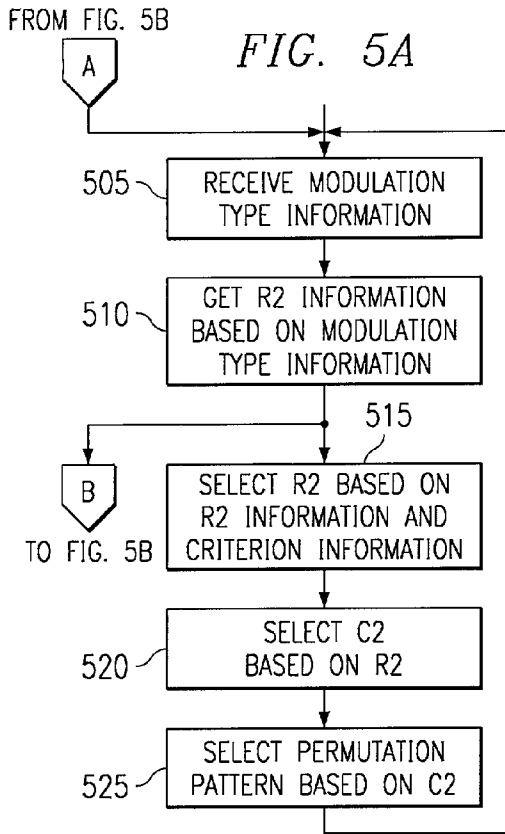 FROM FIG. 5B
A
FIG. 5A
505
RECEIVE MODULATION
TYPE INFORMATION
510
GET R2 INFORMATION
BASED ON MODULATION
TYPE INFORMATION
515
B
TO FIG. 5B
SELECT R2 BASED ON
R2 INFORMATION AND
CRITERION INFORMATION
520
SELECT C2
BASED ON R2
525
SELECT PERMUTATION
PATTERN BASED ON C2